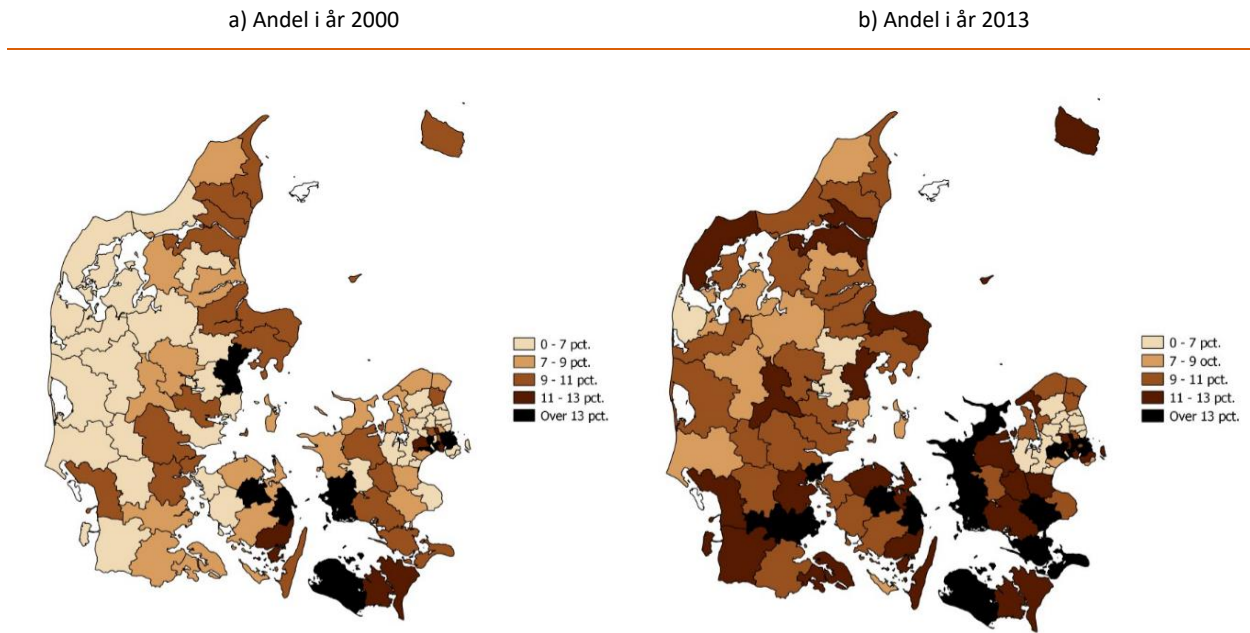 a) Andel i år 2000
b) Andel i år 2013
0 - 7 pct.
7 - 9 pct.
9 - 11 pct.
11 - 13 pct.
Over 13 pct.
0 - 7 pct.
7 - 9 oct.
9 - 11 pct.
11 - 13 pct.
Over 13 pct.